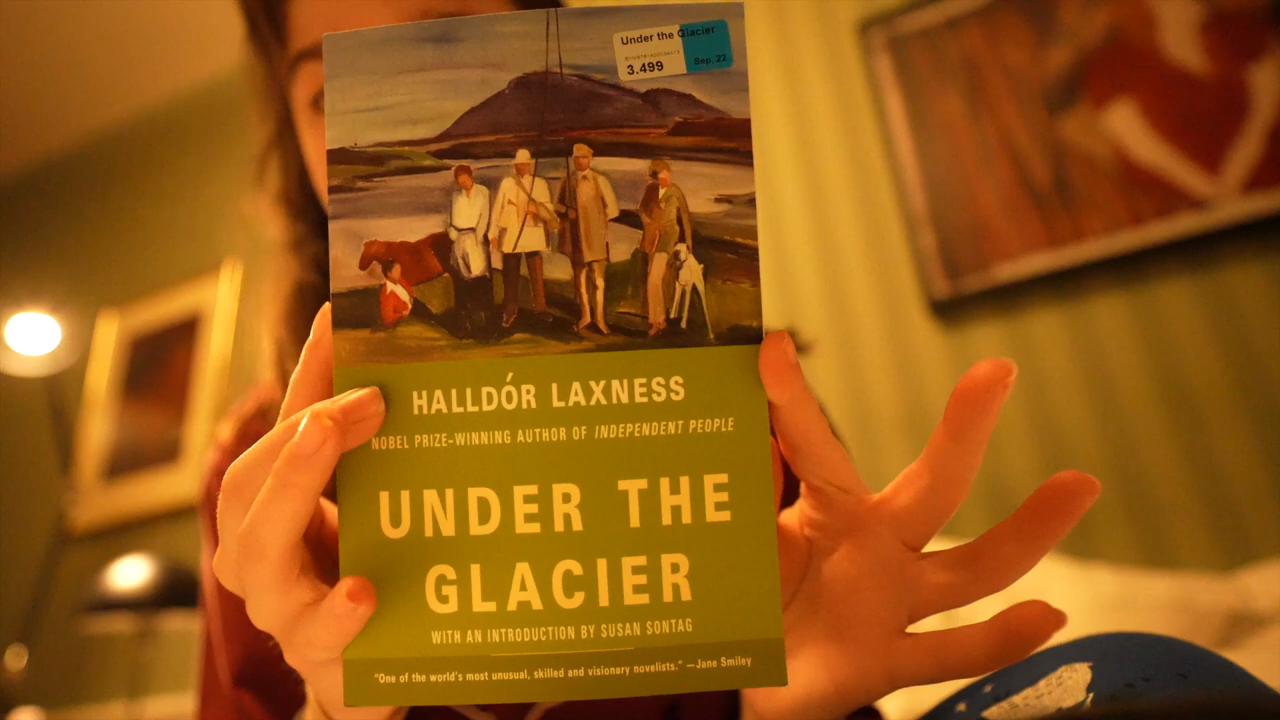 Under the Glacier
3.499
Sep. 22
HALLDÓR LAXNESS
NOBEL PRIZE-WINNING AUTHOR OF INDEPENDENT PEOPLE
UNDER THE
GLACIER
WITH AN INTRODUCTION BY SUSAN SONTAG
"One of the world's most unusual, skilled and visionary novelists." —Jane Smiley